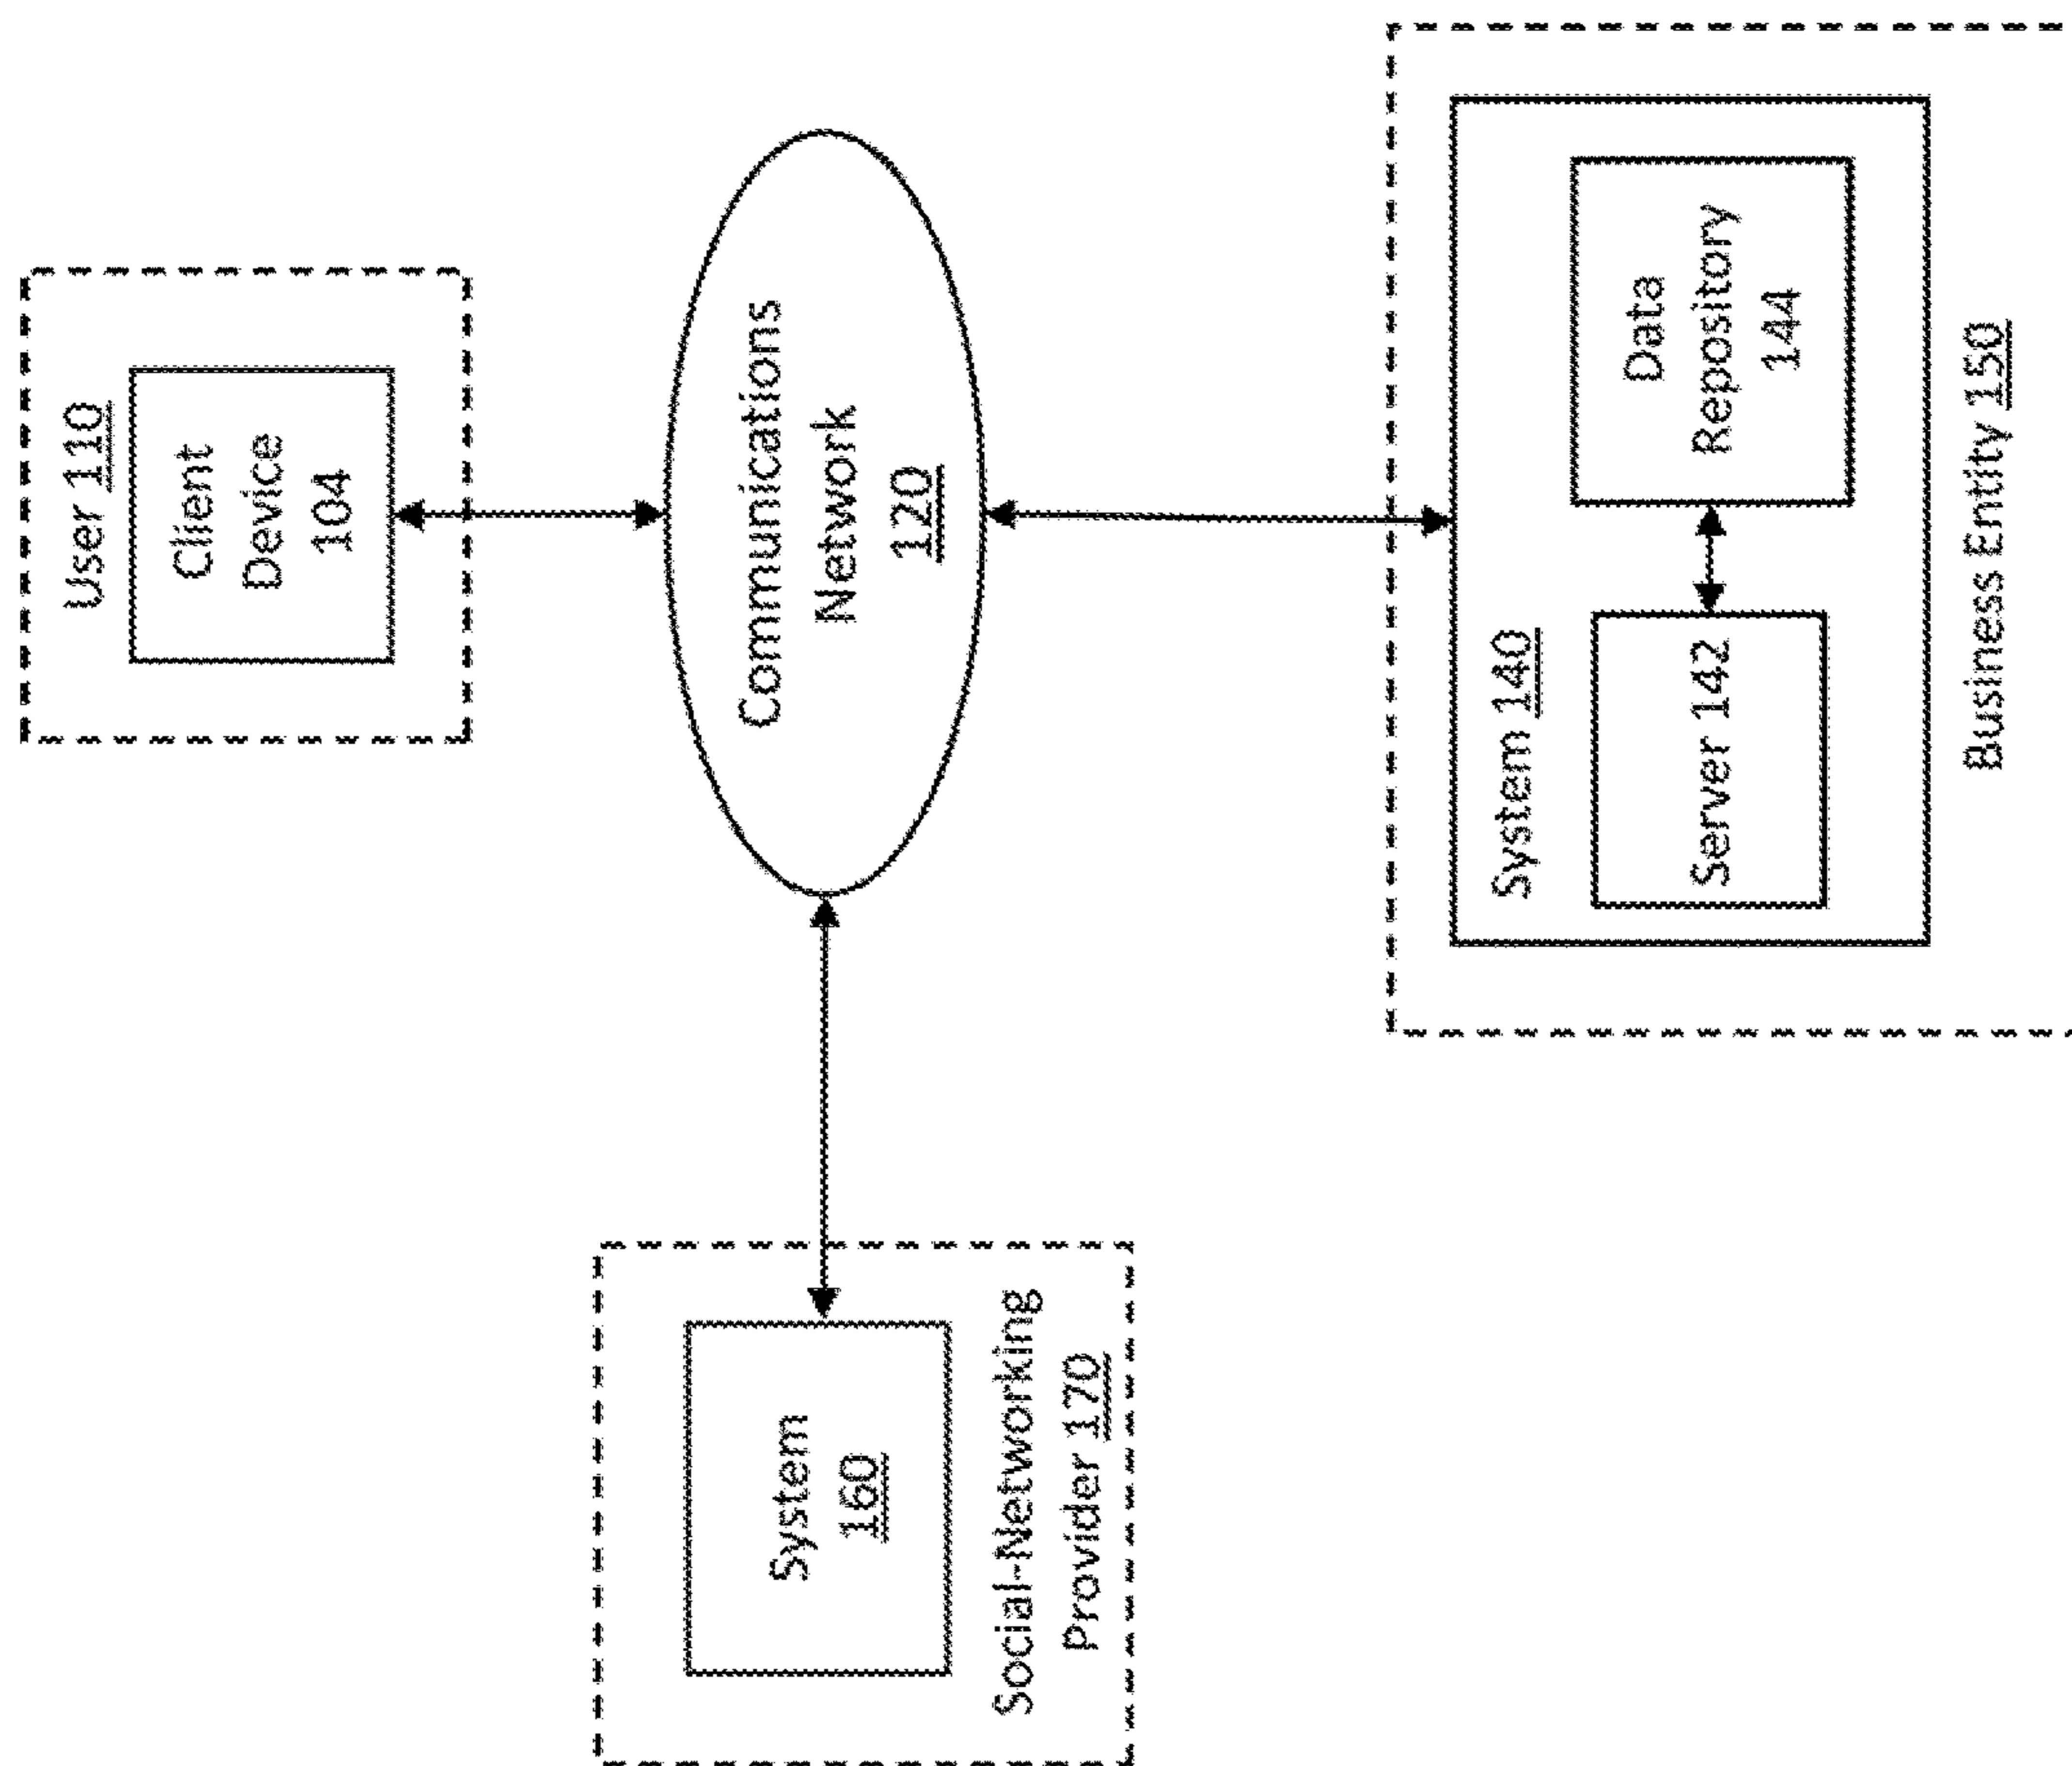 User 110
Client
Device
104
Communications
Network
120
System
160
Social-Networking
Provider 170
System 140
Server 142
Data
Repository
144
Business Entity 150